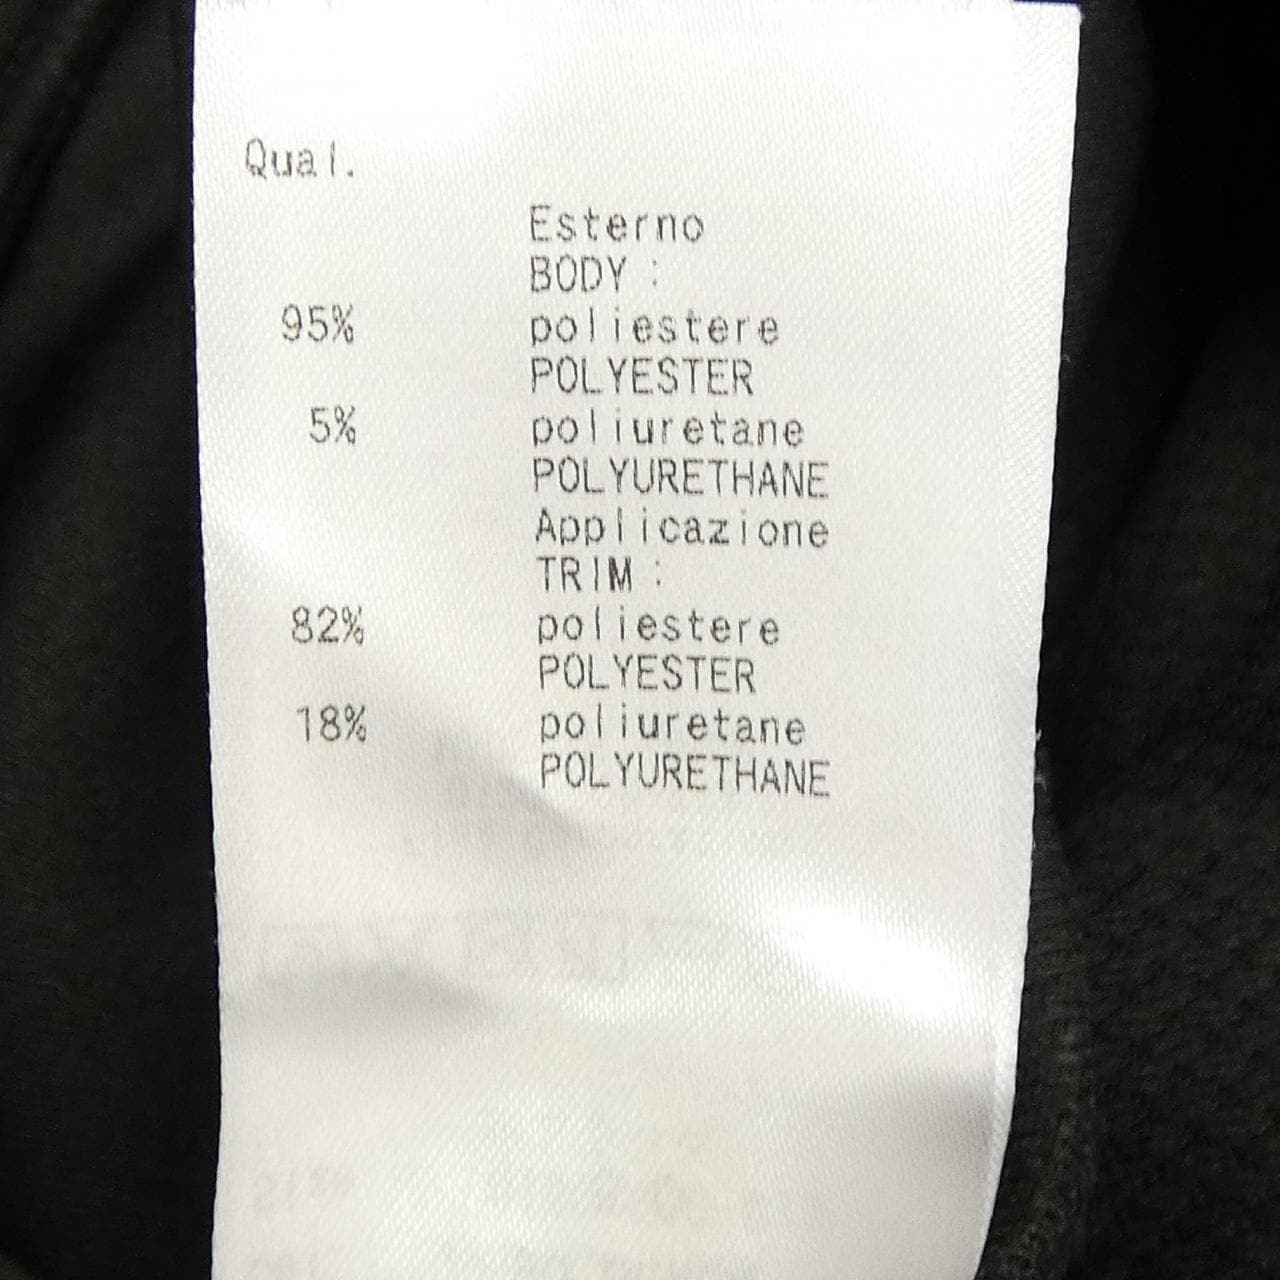 Qual.
Esterno
BODY :
95% poliestere
POLYESTER
5% poliuretane
POLYURETHANE
Applicazione
TRIM :
82% poliestere
POLYESTER
18% poliuretane
POLYURETHANE